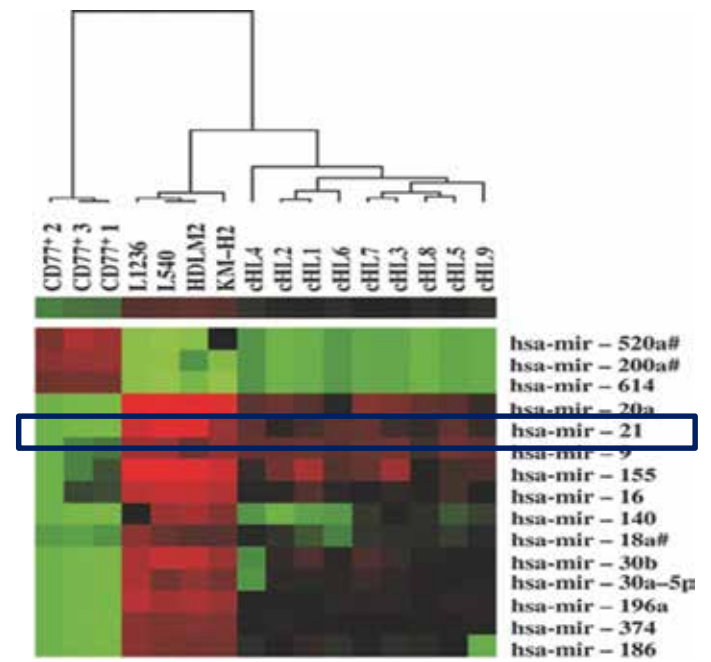 CD77⁺ 2
CD77⁺ 3
CD77⁺ 1
L1236
L540
HDLM2
KM–H2
cHL4
cHL2
cHL1
cHL6
cHL7
cHL3
cHL8
cHL5
cHL9
hsa-mir – 520a#
hsa-mir – 200a#
hsa-mir – 614
hsa-mir – 20a
hsa-mir – 21
hsa-mir – 9
hsa-mir – 155
hsa-mir – 16
hsa-mir – 140
hsa-mir – 18a#
hsa-mir – 30b
hsa-mir – 30a–5p
hsa-mir – 196a
hsa-mir – 374
hsa-mir – 186